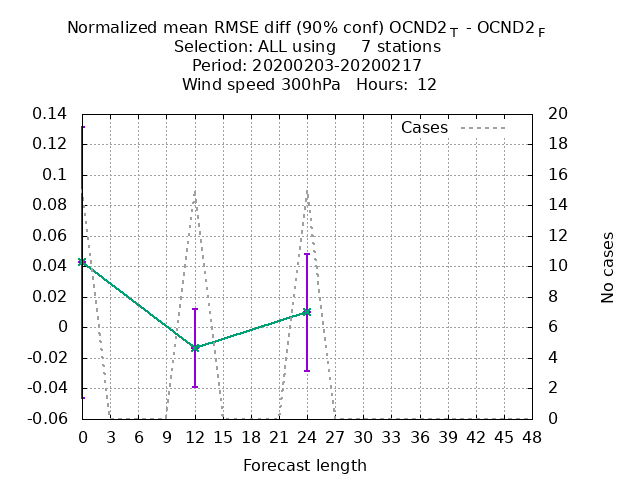 Normalized mean RMSE diff (90% conf) OCND2 T - OCND2 F
Selection: ALL using 7 stations
Period: 20200203-20200217
Wind speed 300hPa Hours: 12
Cases
0.14
0.12
0.1
0.08
0.06
0.04
0.02
0
-0.02
-0.04
-0.06
20
18
16
14
12
10
8
6
4
2
0
No cases
0 3 6 9 12 15 18 21 24 27 30 33 36 39 42 45 48
Forecast length